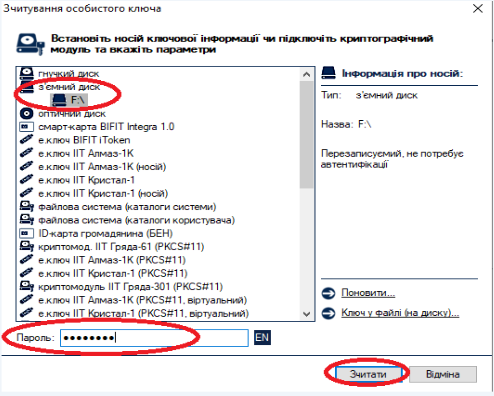 Зчитування особистого ключа
Встановіть носій ключової інформації чи підключіть криптографічний
модуль та вкажіть параметри
гнучкий диск
з'ємний диск
F:\
оптичний диск
смарт-карта BIFIT Integra 1.0
е.ключ BIFIT iToken
е.ключ ІІТ Алмаз-1К
е.ключ ІІТ Алмаз-1К (носій)
е.ключ ІІТ Кристал-1
е.ключ ІІТ Кристал-1 (носій)
файлова система (каталоги системи)
файлова система (каталоги користувача)
ID-карта громадянина (БЕН)
криптомод. ІІТ Гряда-61 (PKCS#11)
е.ключ ІІТ Алмаз-1К (PKCS#11)
е.ключ ІІТ Кристал-1 (PKCS#11)
криптомодуль ІІТ Гряда-301 (PKCS#11)
е.ключ ІІТ Алмаз-1К (PKCS#11, віртуальний)
е.ключ ІІТ Кристал-1 (PKCS#11, віртуальний)
Інформація про носій:
Тип: з'ємний диск
Назва: F:\
Перезаписуємий, не потребує
автентифікації
Поновити...
Ключ у файлі (на диску)...
Пароль: ●●●●●●●● EN
Зчитати Відміна